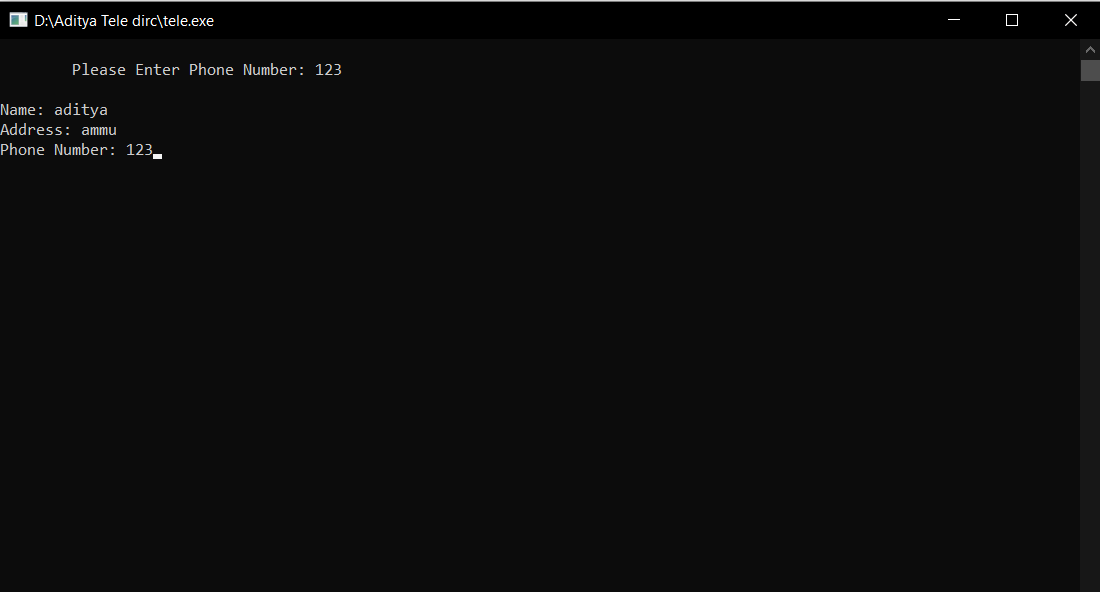 D:\Aditya Tele dirc\tele.exe
Please Enter Phone Number: 123
Name: aditya
Address: ammu
Phone Number: 123